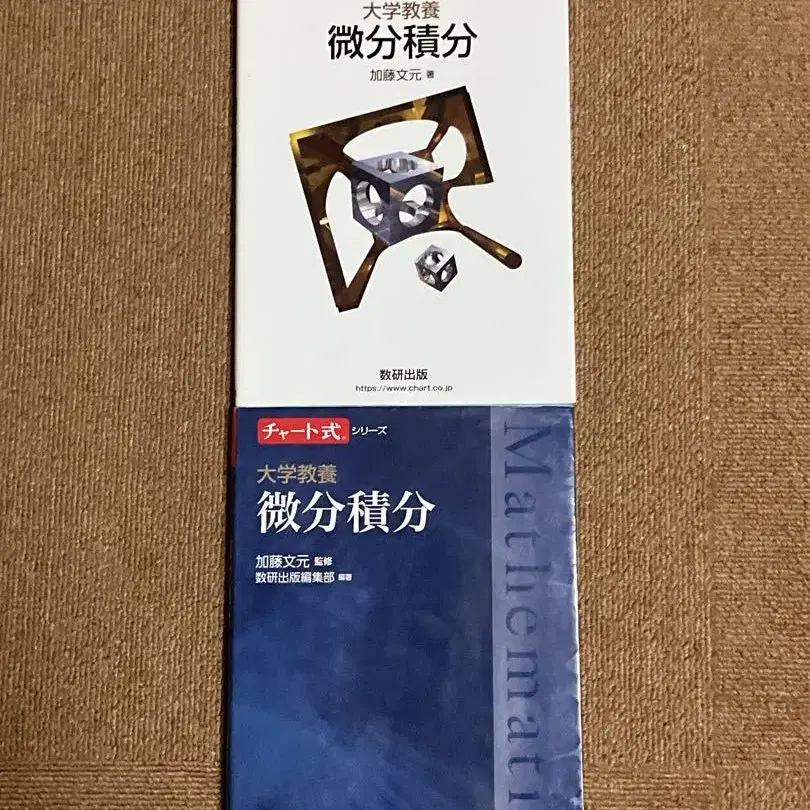 大学教養
微分積分
加藤文元 著
数研出版
https://www.chart.co.jp
チャート式® シリーズ
大学教養
微分積分
加藤文元 監修
数研出版編集部 編著
Mathemati